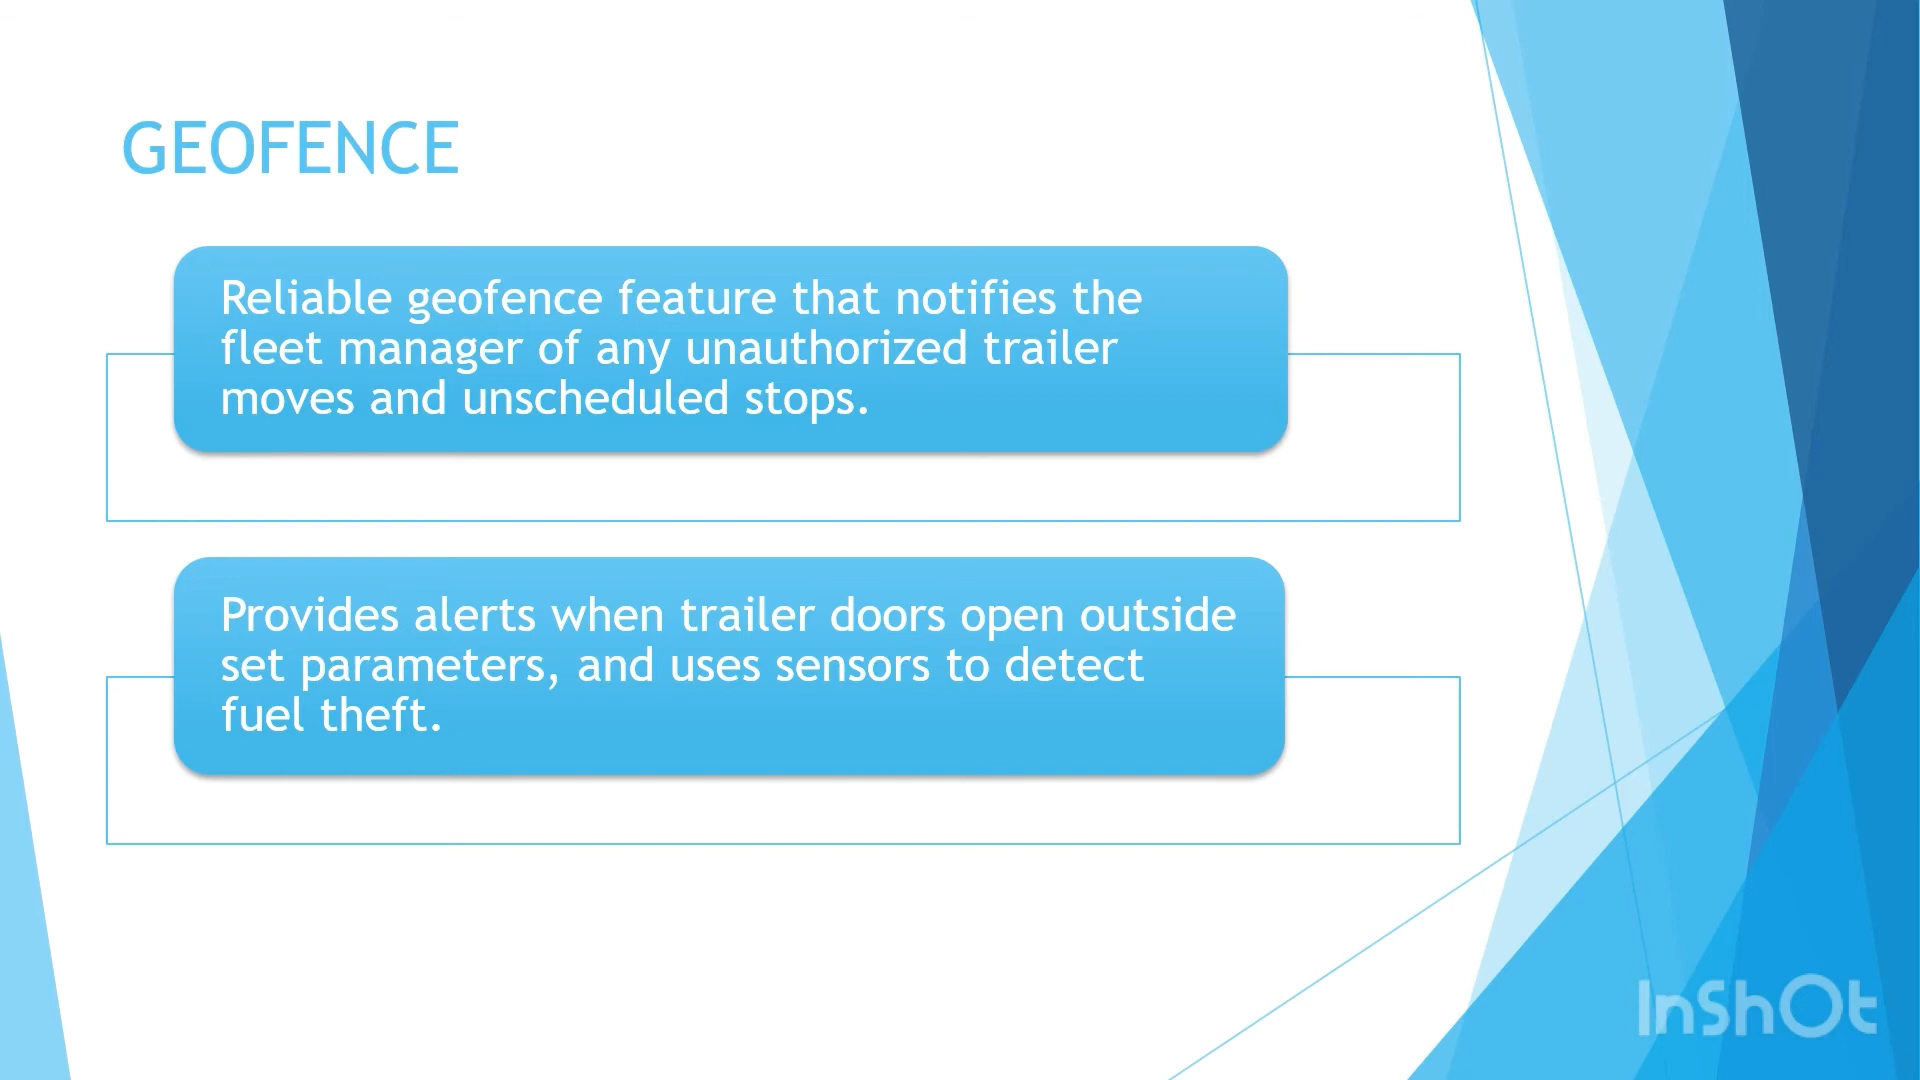 GEOFENCE
Reliable geofence feature that notifies the
fleet manager of any unauthorized trailer
moves and unscheduled stops.
Provides alerts when trailer doors open outside
set parameters, and uses sensors to detect
fuel theft.
InShOt